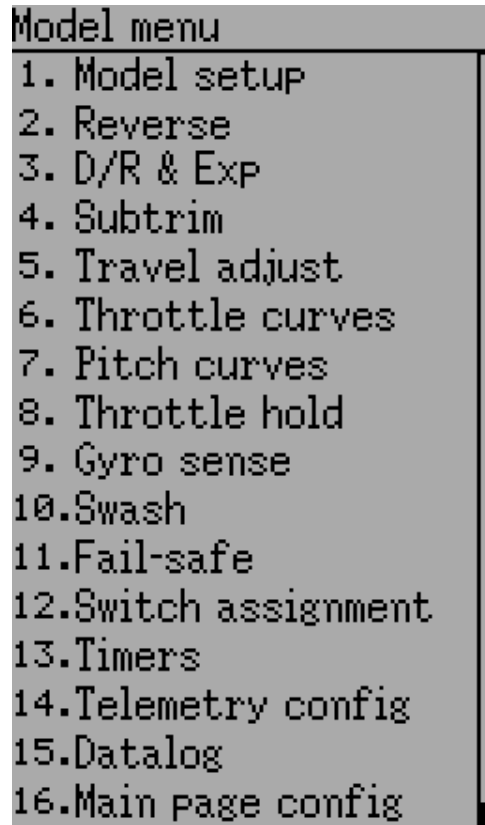 Model menu
1. Model setup
2. Reverse
3. D/R & Exp
4. Subtrim
5. Travel adjust
6. Throttle curves
7. Pitch curves
8. Throttle hold
9. Gyro sense
10.Swash
11.Fail-safe
12.Switch assignment
13.Timers
14.Telemetry config
15.Datalog
16.Main page config